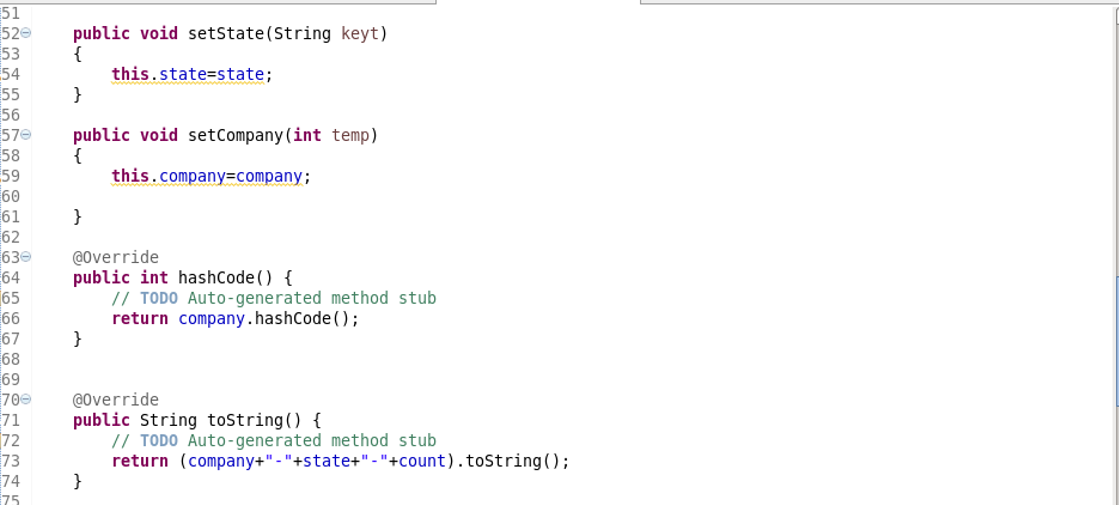 51
52 public void setState(String keyt)
53 {
54 this.state=state;
55 }
56
57 public void setCompany(int temp)
58 {
59 this.company=company;
60
61 }
62
63 @Override
64 public int hashCode() {
65 // TODO Auto-generated method stub
66 return company.hashCode();
67 }
68
69
70 @Override
71 public String toString() {
72 // TODO Auto-generated method stub
73 return (company+"-"+state+"-"+count).toString();
74 }
75